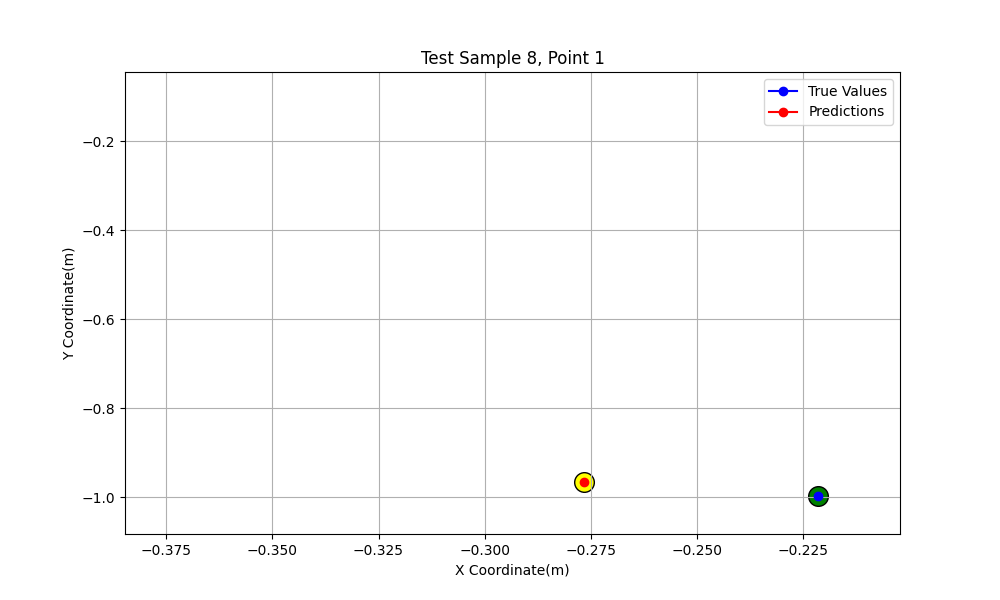 Test Sample 8, Point 1
True Values
Predictions
−0.2
−0.4
−0.6
−0.8
−1.0
Y Coordinate(m)
−0.375 −0.350 −0.325 −0.300 −0.275 −0.250 −0.225
X Coordinate(m)